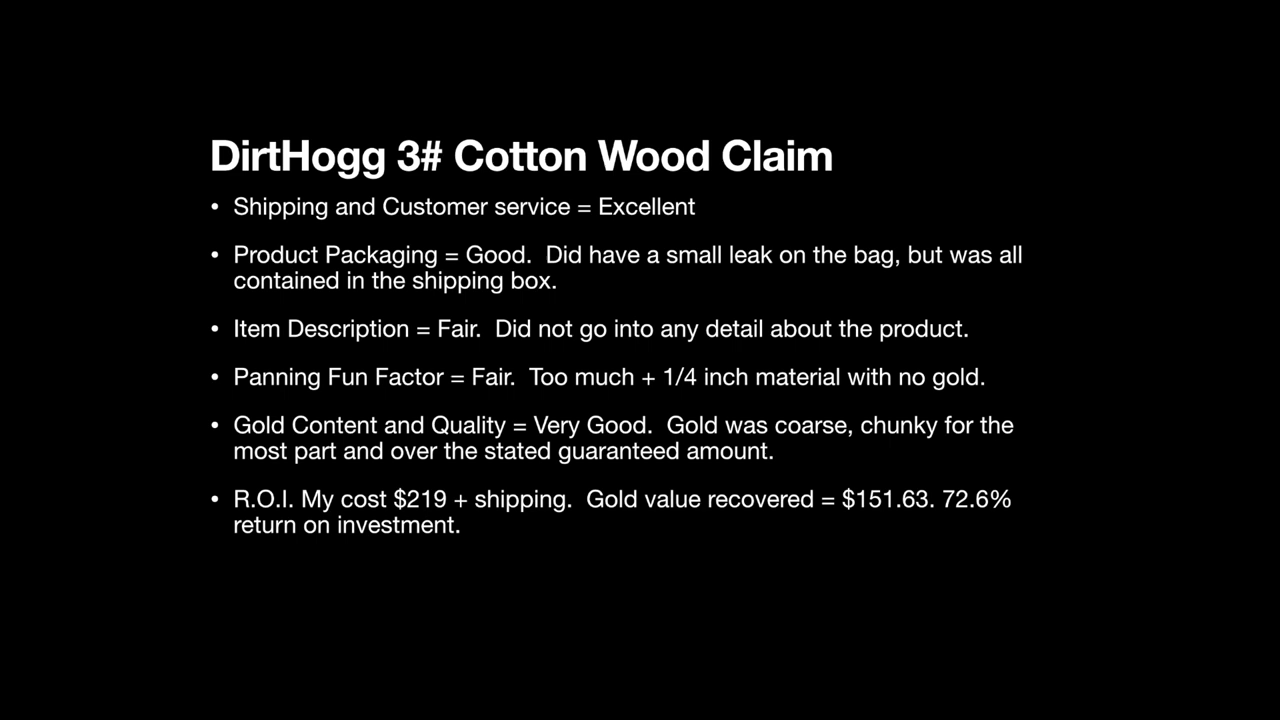 DirtHogg 3# Cotton Wood Claim
• Shipping and Customer service = Excellent
• Product Packaging = Good.  Did have a small leak on the bag, but was all
contained in the shipping box.
• Item Description = Fair.  Did not go into any detail about the product.
• Panning Fun Factor = Fair.  Too much + 1/4 inch material with no gold.
• Gold Content and Quality = Very Good.  Gold was coarse, chunky for the
most part and over the stated guaranteed amount.
• R.O.I. My cost $219 + shipping.  Gold value recovered = $151.63. 72.6%
return on investment.